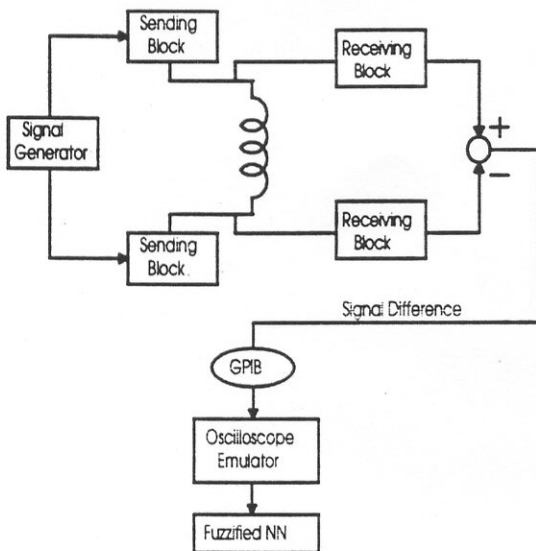 Sending
Block
Receiving
Block
Signal
Generator
+
−
Sending
Block.
Receiving
Block
Signal Difference
GPIB
Oscilloscope
Emulator
Fuzzified NN